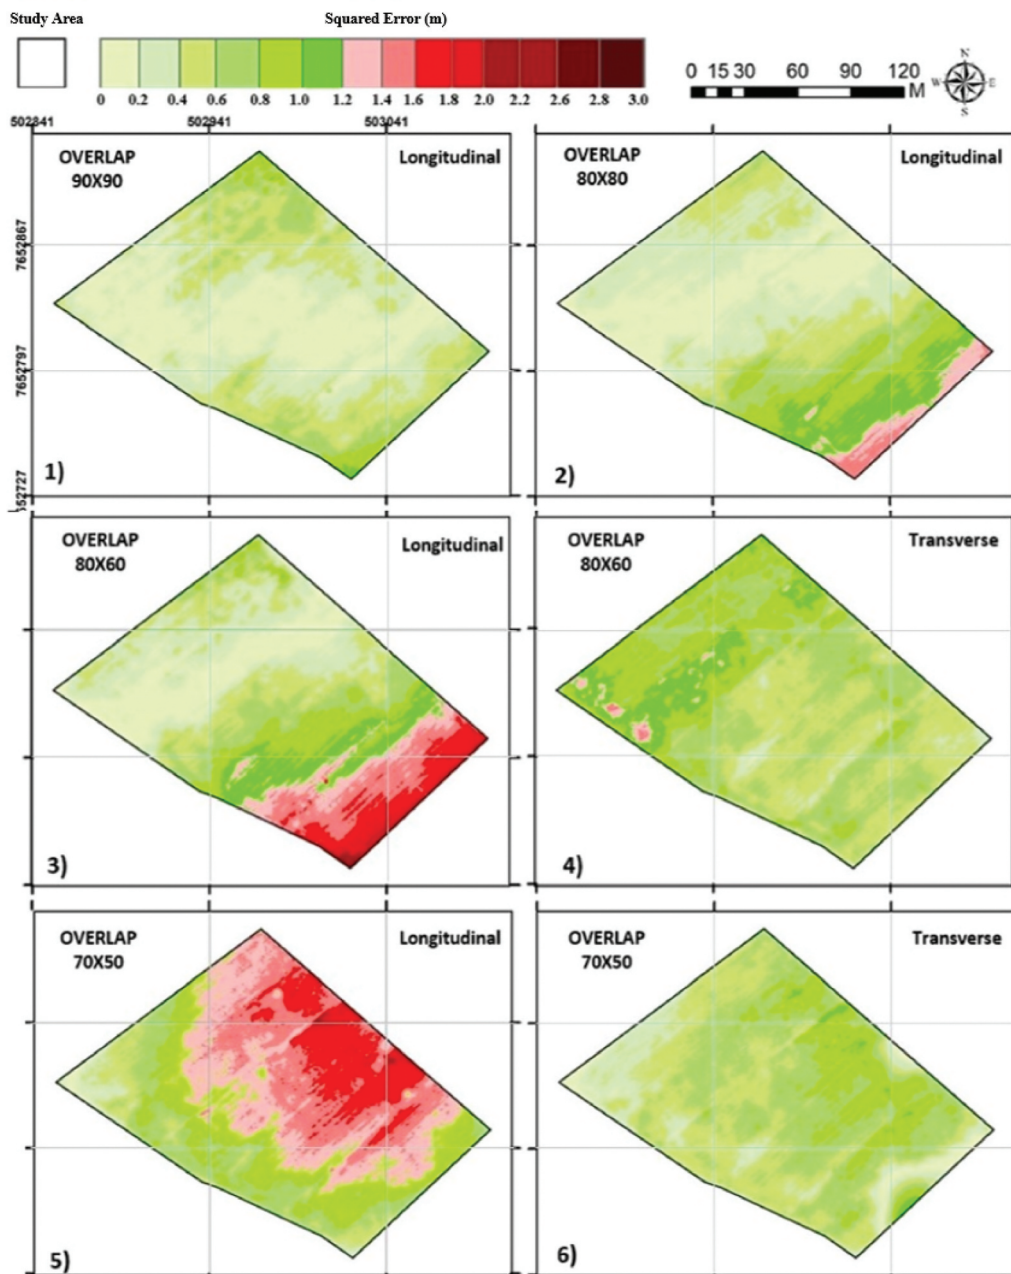 Study Area
Squared Error (m)
0 0.2 0.4 0.6 0.8 1.0 1.2 1.4 1.6 1.8 2.0 2.2 2.6 2.8 3.0
0 15 30 60 90 120
M
N
W E
S
502841 502941 503041
7652867
7652797
552727
OVERLAP
90X90
Longitudinal
1)
OVERLAP
80X80
Longitudinal
2)
OVERLAP
80X60
Longitudinal
3)
OVERLAP
80X60
Transverse
4)
OVERLAP
70X50
Longitudinal
5)
OVERLAP
70X50
Transverse
6)